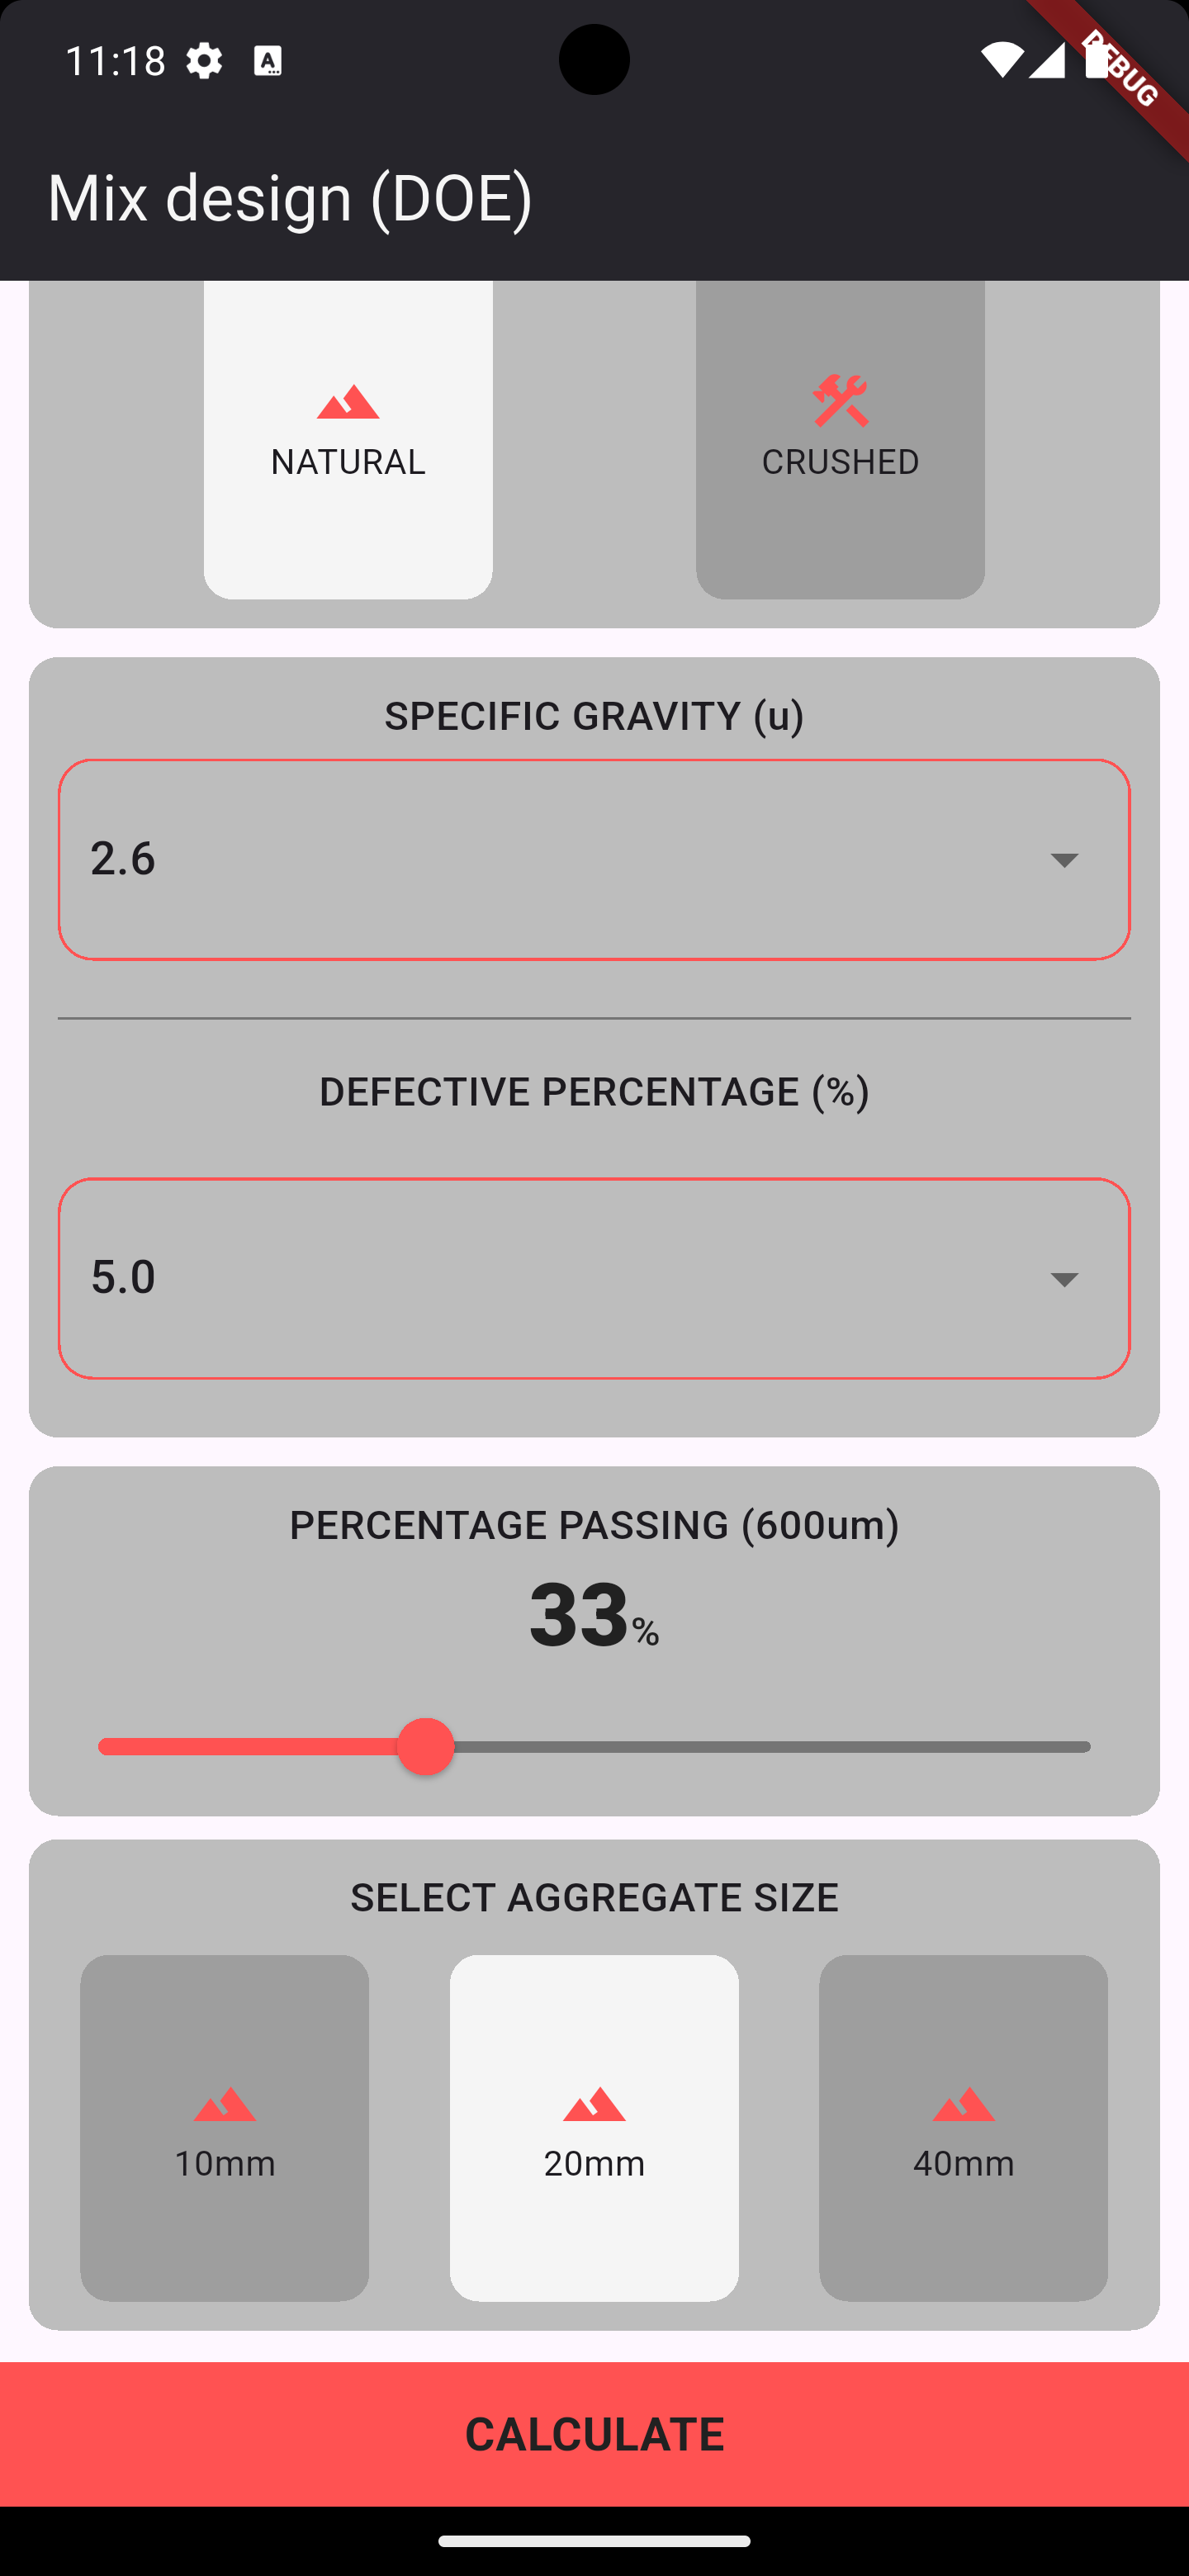 11:18
DEBUG
Mix design (DOE)
NATURAL
CRUSHED
SPECIFIC GRAVITY (u)
2.6
DEFECTIVE PERCENTAGE (%)
5.0
PERCENTAGE PASSING (600um)
33%
SELECT AGGREGATE SIZE
10mm
20mm
40mm
CALCULATE